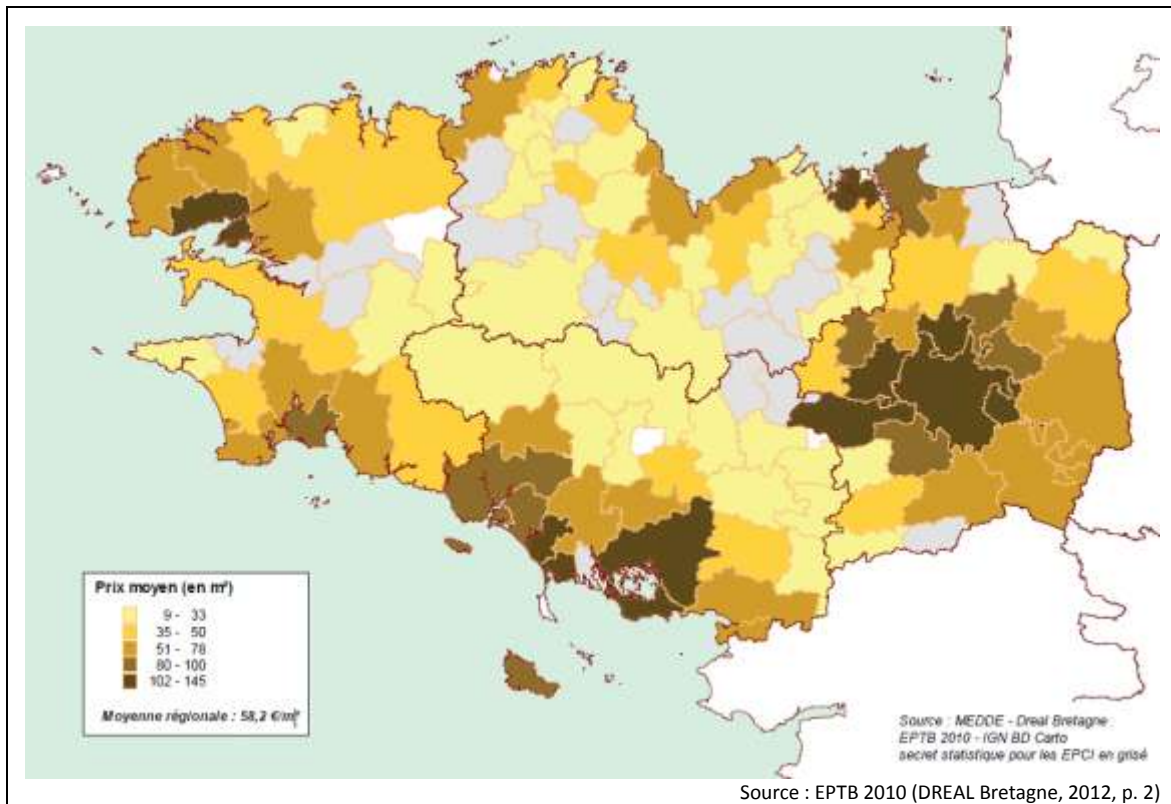 Prix moyen (en m²)
9 - 33
35 - 50
51 - 78
80 - 100
102 - 145
Moyenne régionale : 58,2 €/m²
Source : MEDDE - Dreal Bretagne
EPTB 2010 - IGN BD Carto
secret statistique pour les EPCI en grisé
Source : EPTB 2010 (DREAL Bretagne, 2012, p. 2)